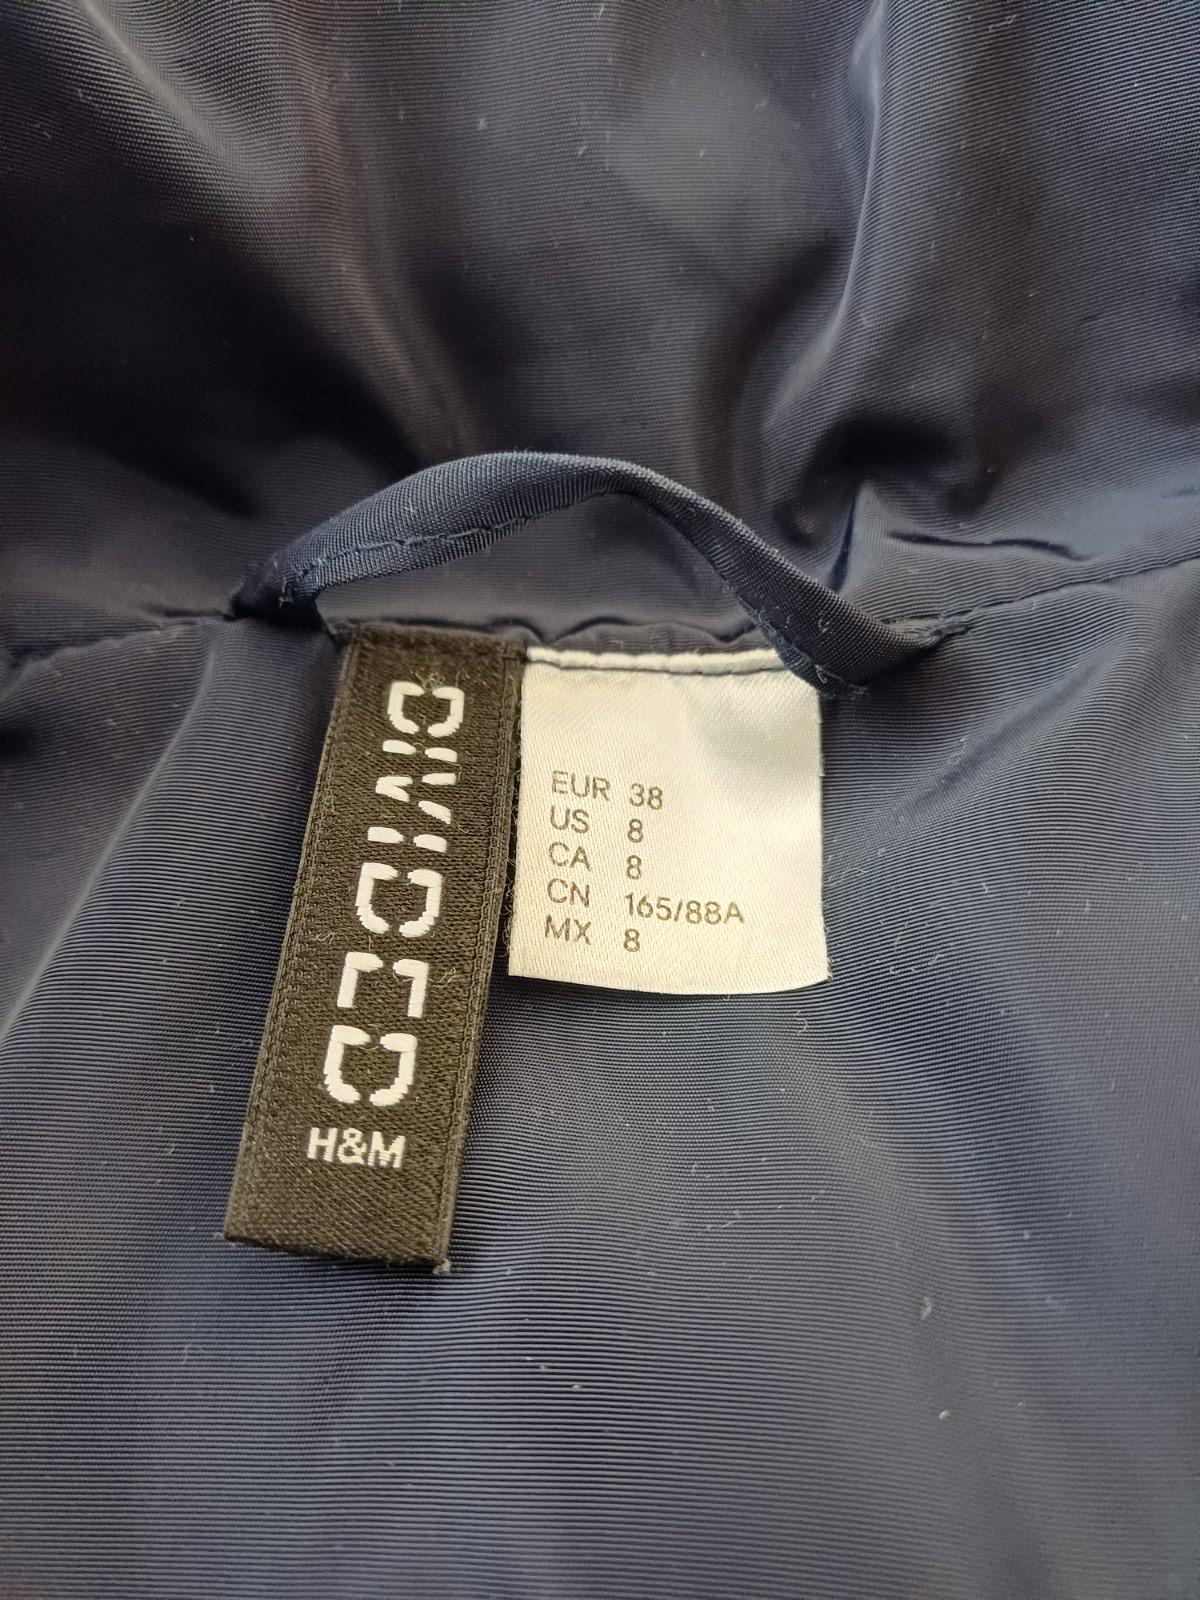 DIVIDED
H&M
EUR 38
US 8
CA 8
CN 165/88A
MX 8